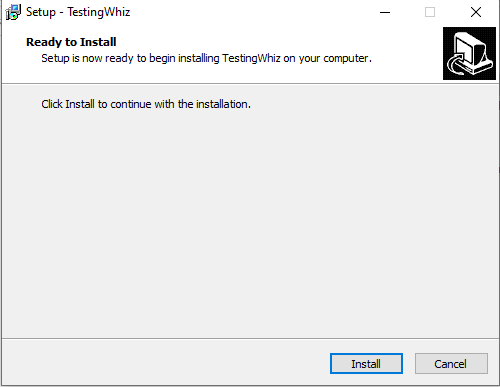 Setup - TestingWhiz
Ready to Install
Setup is now ready to begin installing TestingWhiz on your computer.
Click Install to continue with the installation.
Install
Cancel